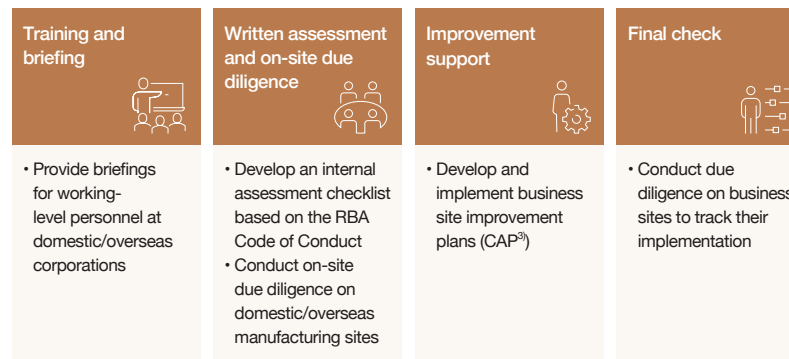 Training and
briefing
• Provide briefings
for working-
level personnel at
domestic/overseas
corporations
Written assessment
and on-site due
diligence
• Develop an internal
assessment checklist
based on the RBA
Code of Conduct
• Conduct on-site
due diligence on
domestic/overseas
manufacturing sites
Improvement
support
• Develop and
implement business
site improvement
plans (CAP³⁾)
Final check
• Conduct due
diligence on business
sites to track their
implementation